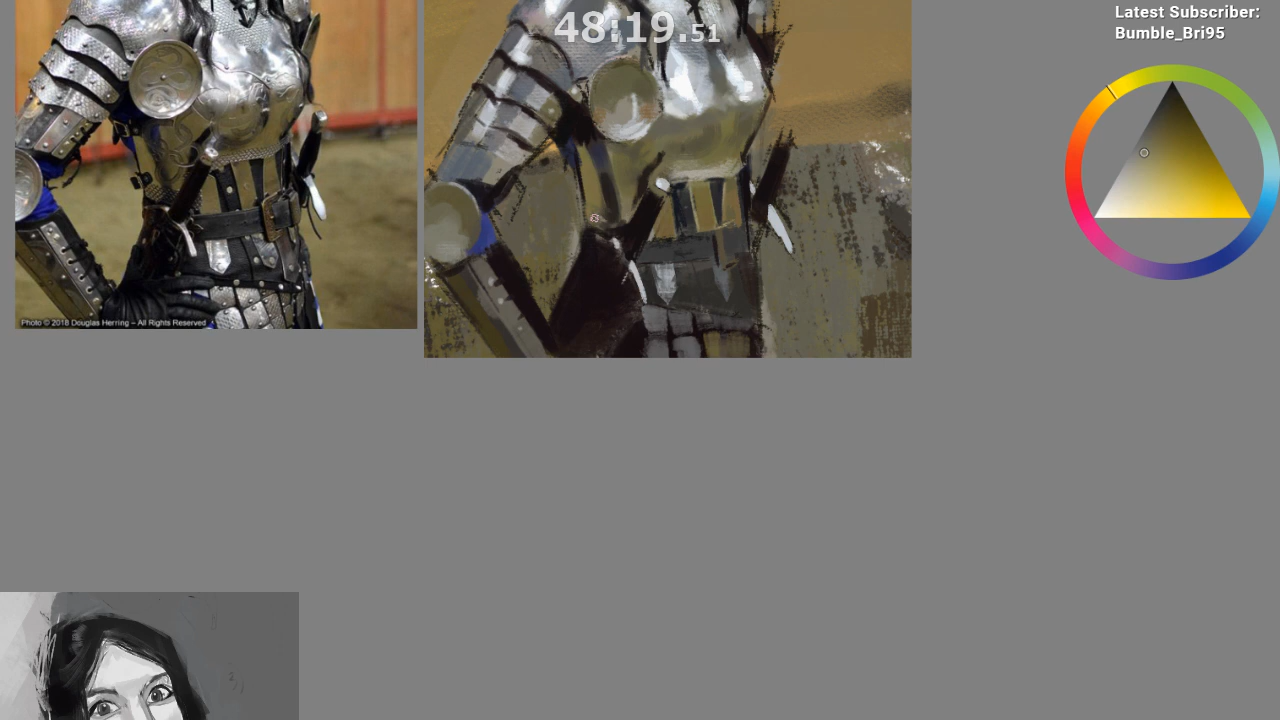 48:19.51
Latest Subscriber:
Bumble_Bri95
Photo © 2018 Douglas Herring – All Rights Reserved